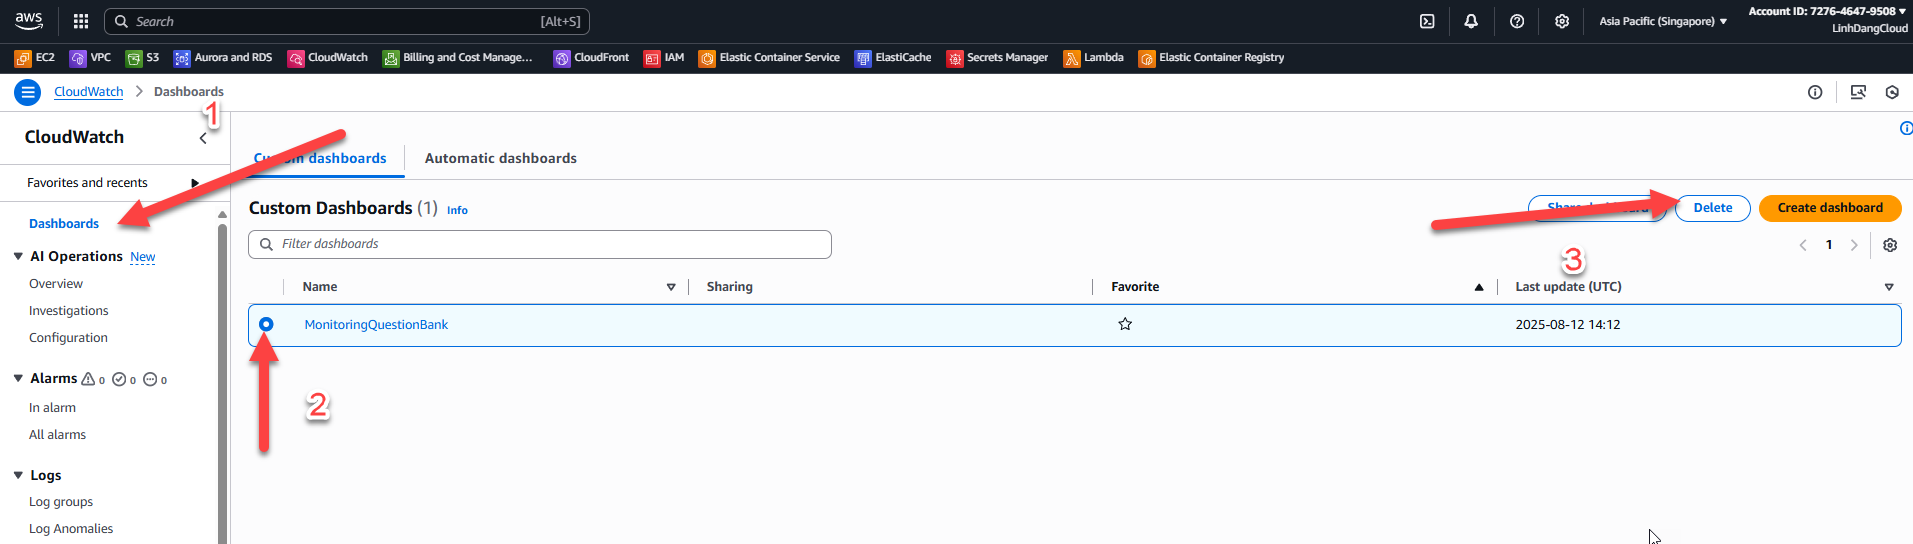 aws
Search [Alt+S]
Asia Pacific (Singapore)
Account ID: 7276-4647-9508
LinhDangCloud
EC2 VPC S3 Aurora and RDS CloudWatch Billing and Cost Manage... CloudFront IAM Elastic Container Service ElastiCache Secrets Manager Lambda Elastic Container Registry
CloudWatch > Dashboards
1
CloudWatch
Favorites and recents
Dashboards
AI Operations New
Overview
Investigations
Configuration
Alarms 0 0 0
In alarm
All alarms
Logs
Log groups
Log Anomalies
Custom dashboards Automatic dashboards
Custom Dashboards (1) Info
Delete Create dashboard
Filter dashboards
1
3
Name Sharing Favorite Last update (UTC)
MonitoringQuestionBank 2025-08-12 14:12
2